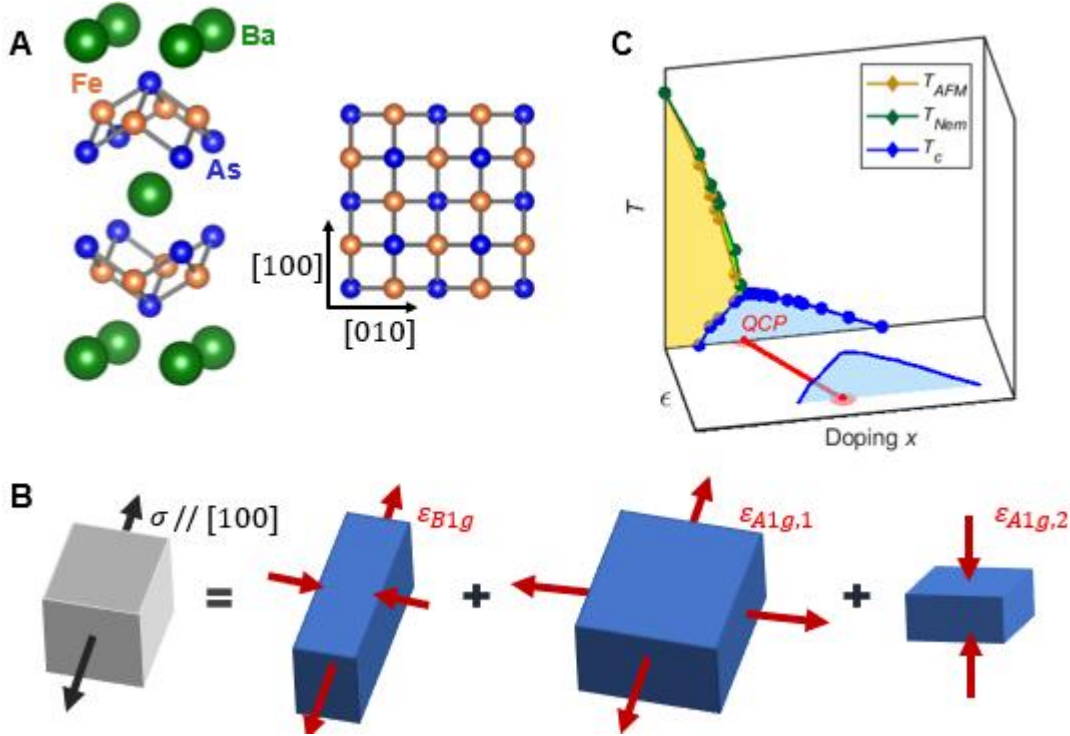 A
Ba
Fe
As
[100]
[010]
C
T_AFM
T_Nem
T_c
T
QCP
ϵ
Doping x
B
σ // [100]
=
ε_B1g
+
ε_A1g,1
+
ε_A1g,2